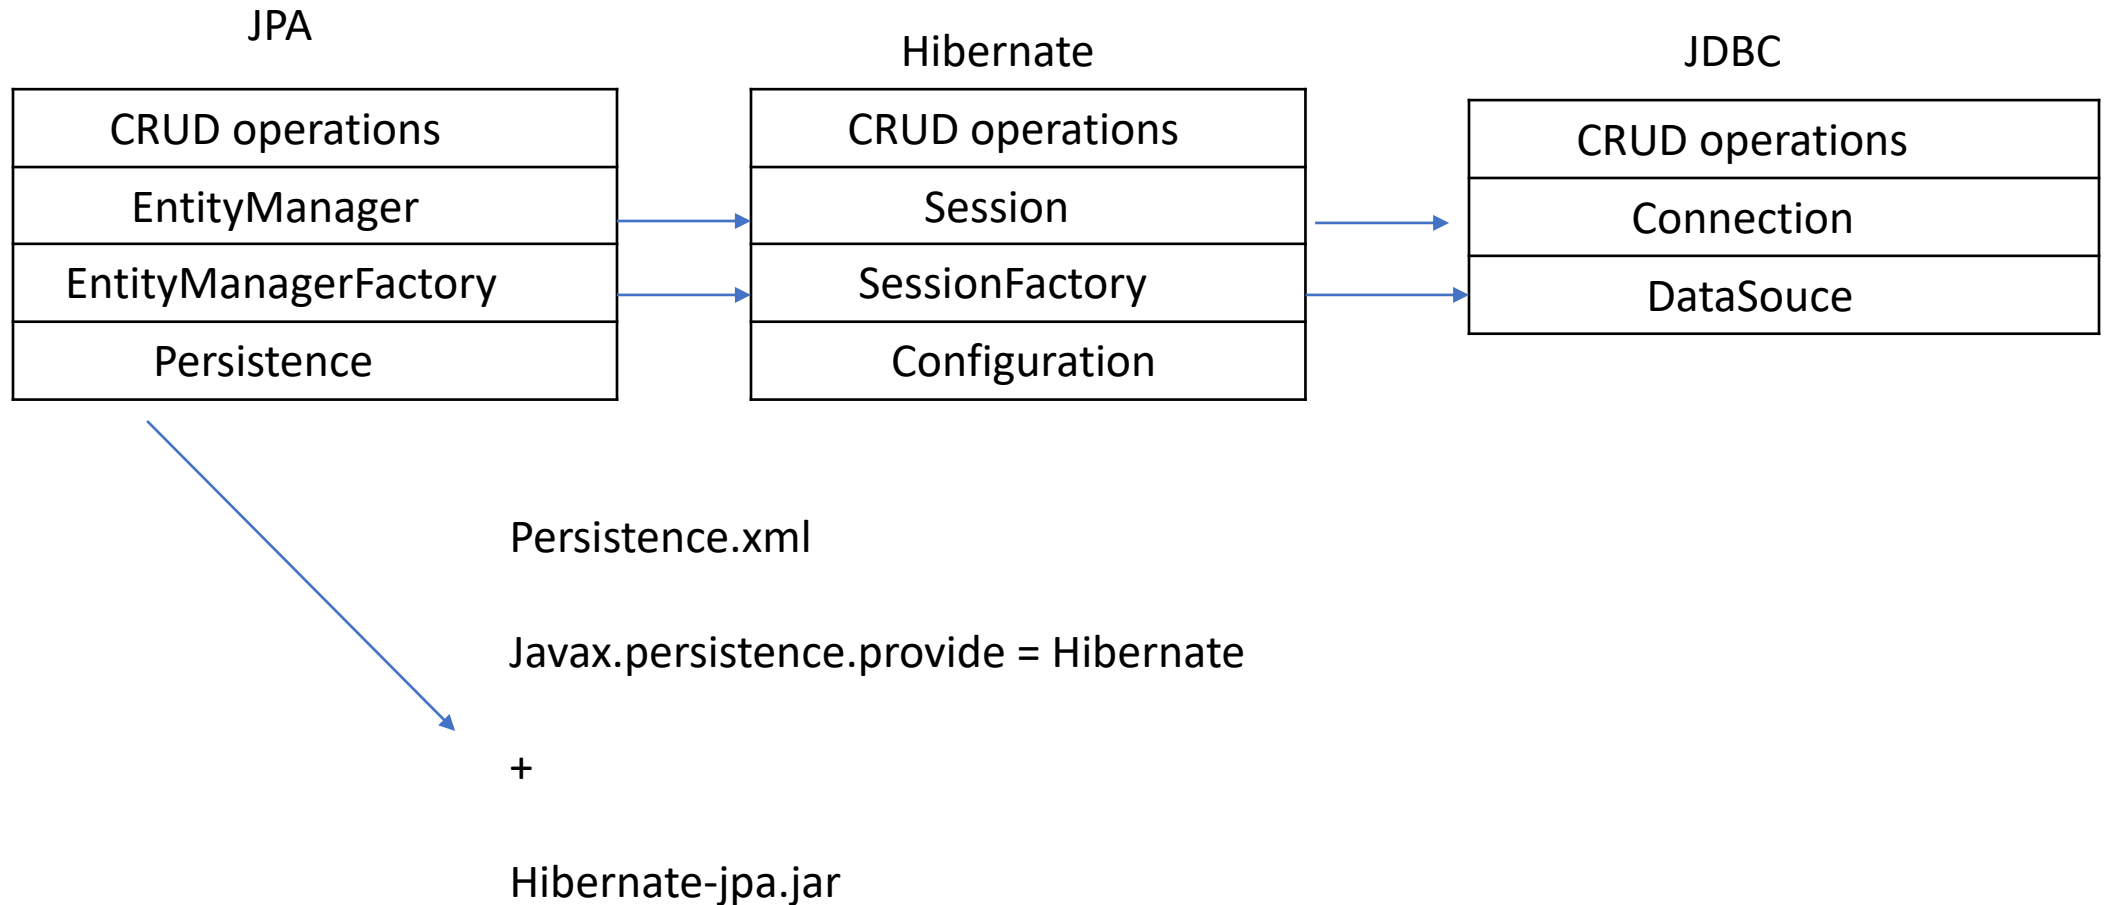 JPA
CRUD operations
EntityManager
EntityManagerFactory
Persistence
Hibernate
CRUD operations
Session
SessionFactory
Configuration
JDBC
CRUD operations
Connection
DataSouce
Persistence.xml
Javax.persistence.provide = Hibernate
+
Hibernate-jpa.jar